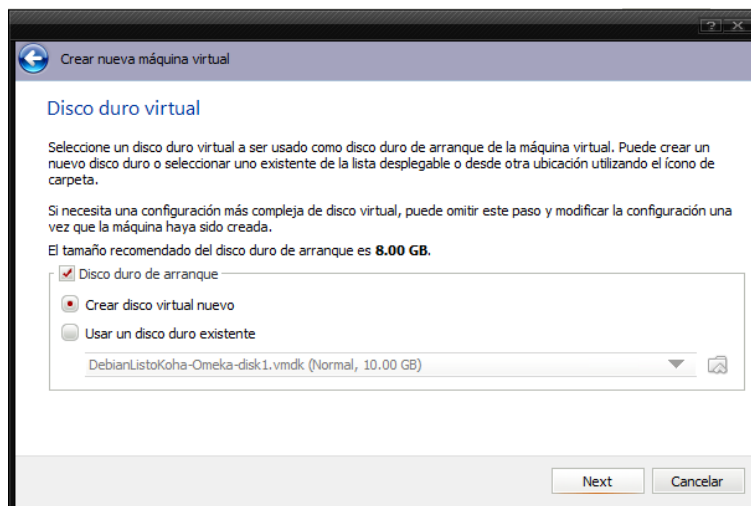 Crear nueva máquina virtual
Disco duro virtual
Seleccione un disco duro virtual a ser usado como disco duro de arranque de la máquina virtual. Puede crear un
nuevo disco duro o seleccionar uno existente de la lista desplegable o desde otra ubicación utilizando el ícono de
carpeta.
Si necesita una configuración más compleja de disco virtual, puede omitir este paso y modificar la configuración una
vez que la máquina haya sido creada.
El tamaño recomendado del disco duro de arranque es 8.00 GB.
Disco duro de arranque
Crear disco virtual nuevo
Usar un disco duro existente
DebianListoKoha-Omeka-disk1.vmdk (Normal, 10.00 GB)
Next Cancelar